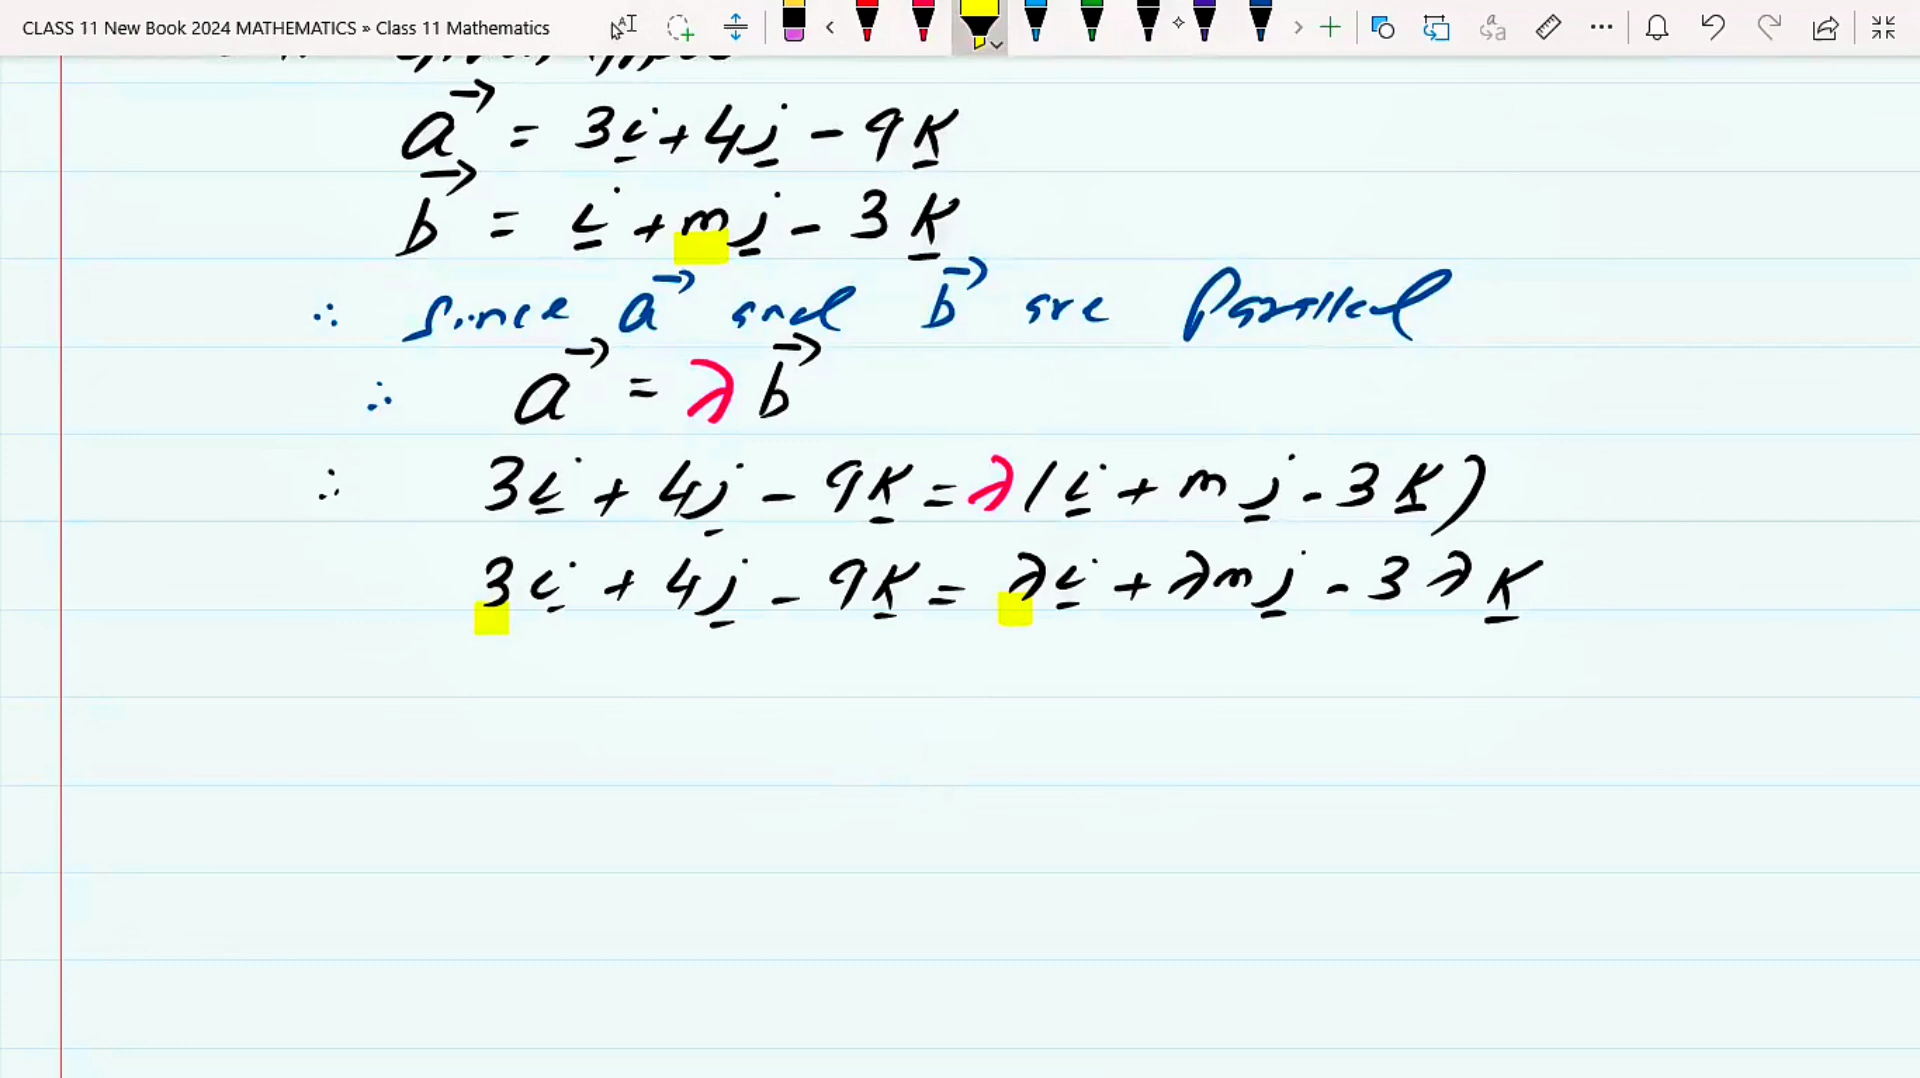 CLASS 11 New Book 2024 MATHEMATICS » Class 11 Mathematics
a⃗ = 3i + 4j - 9k
b⃗ = i + mj - 3k
∴ Since a⃗ and b⃗ are Parallel
∴ a⃗ = λ b⃗
∴ 3i + 4j - 9k = λ(i + mj - 3k)
3i + 4j - 9k = λi + λmj - 3λk